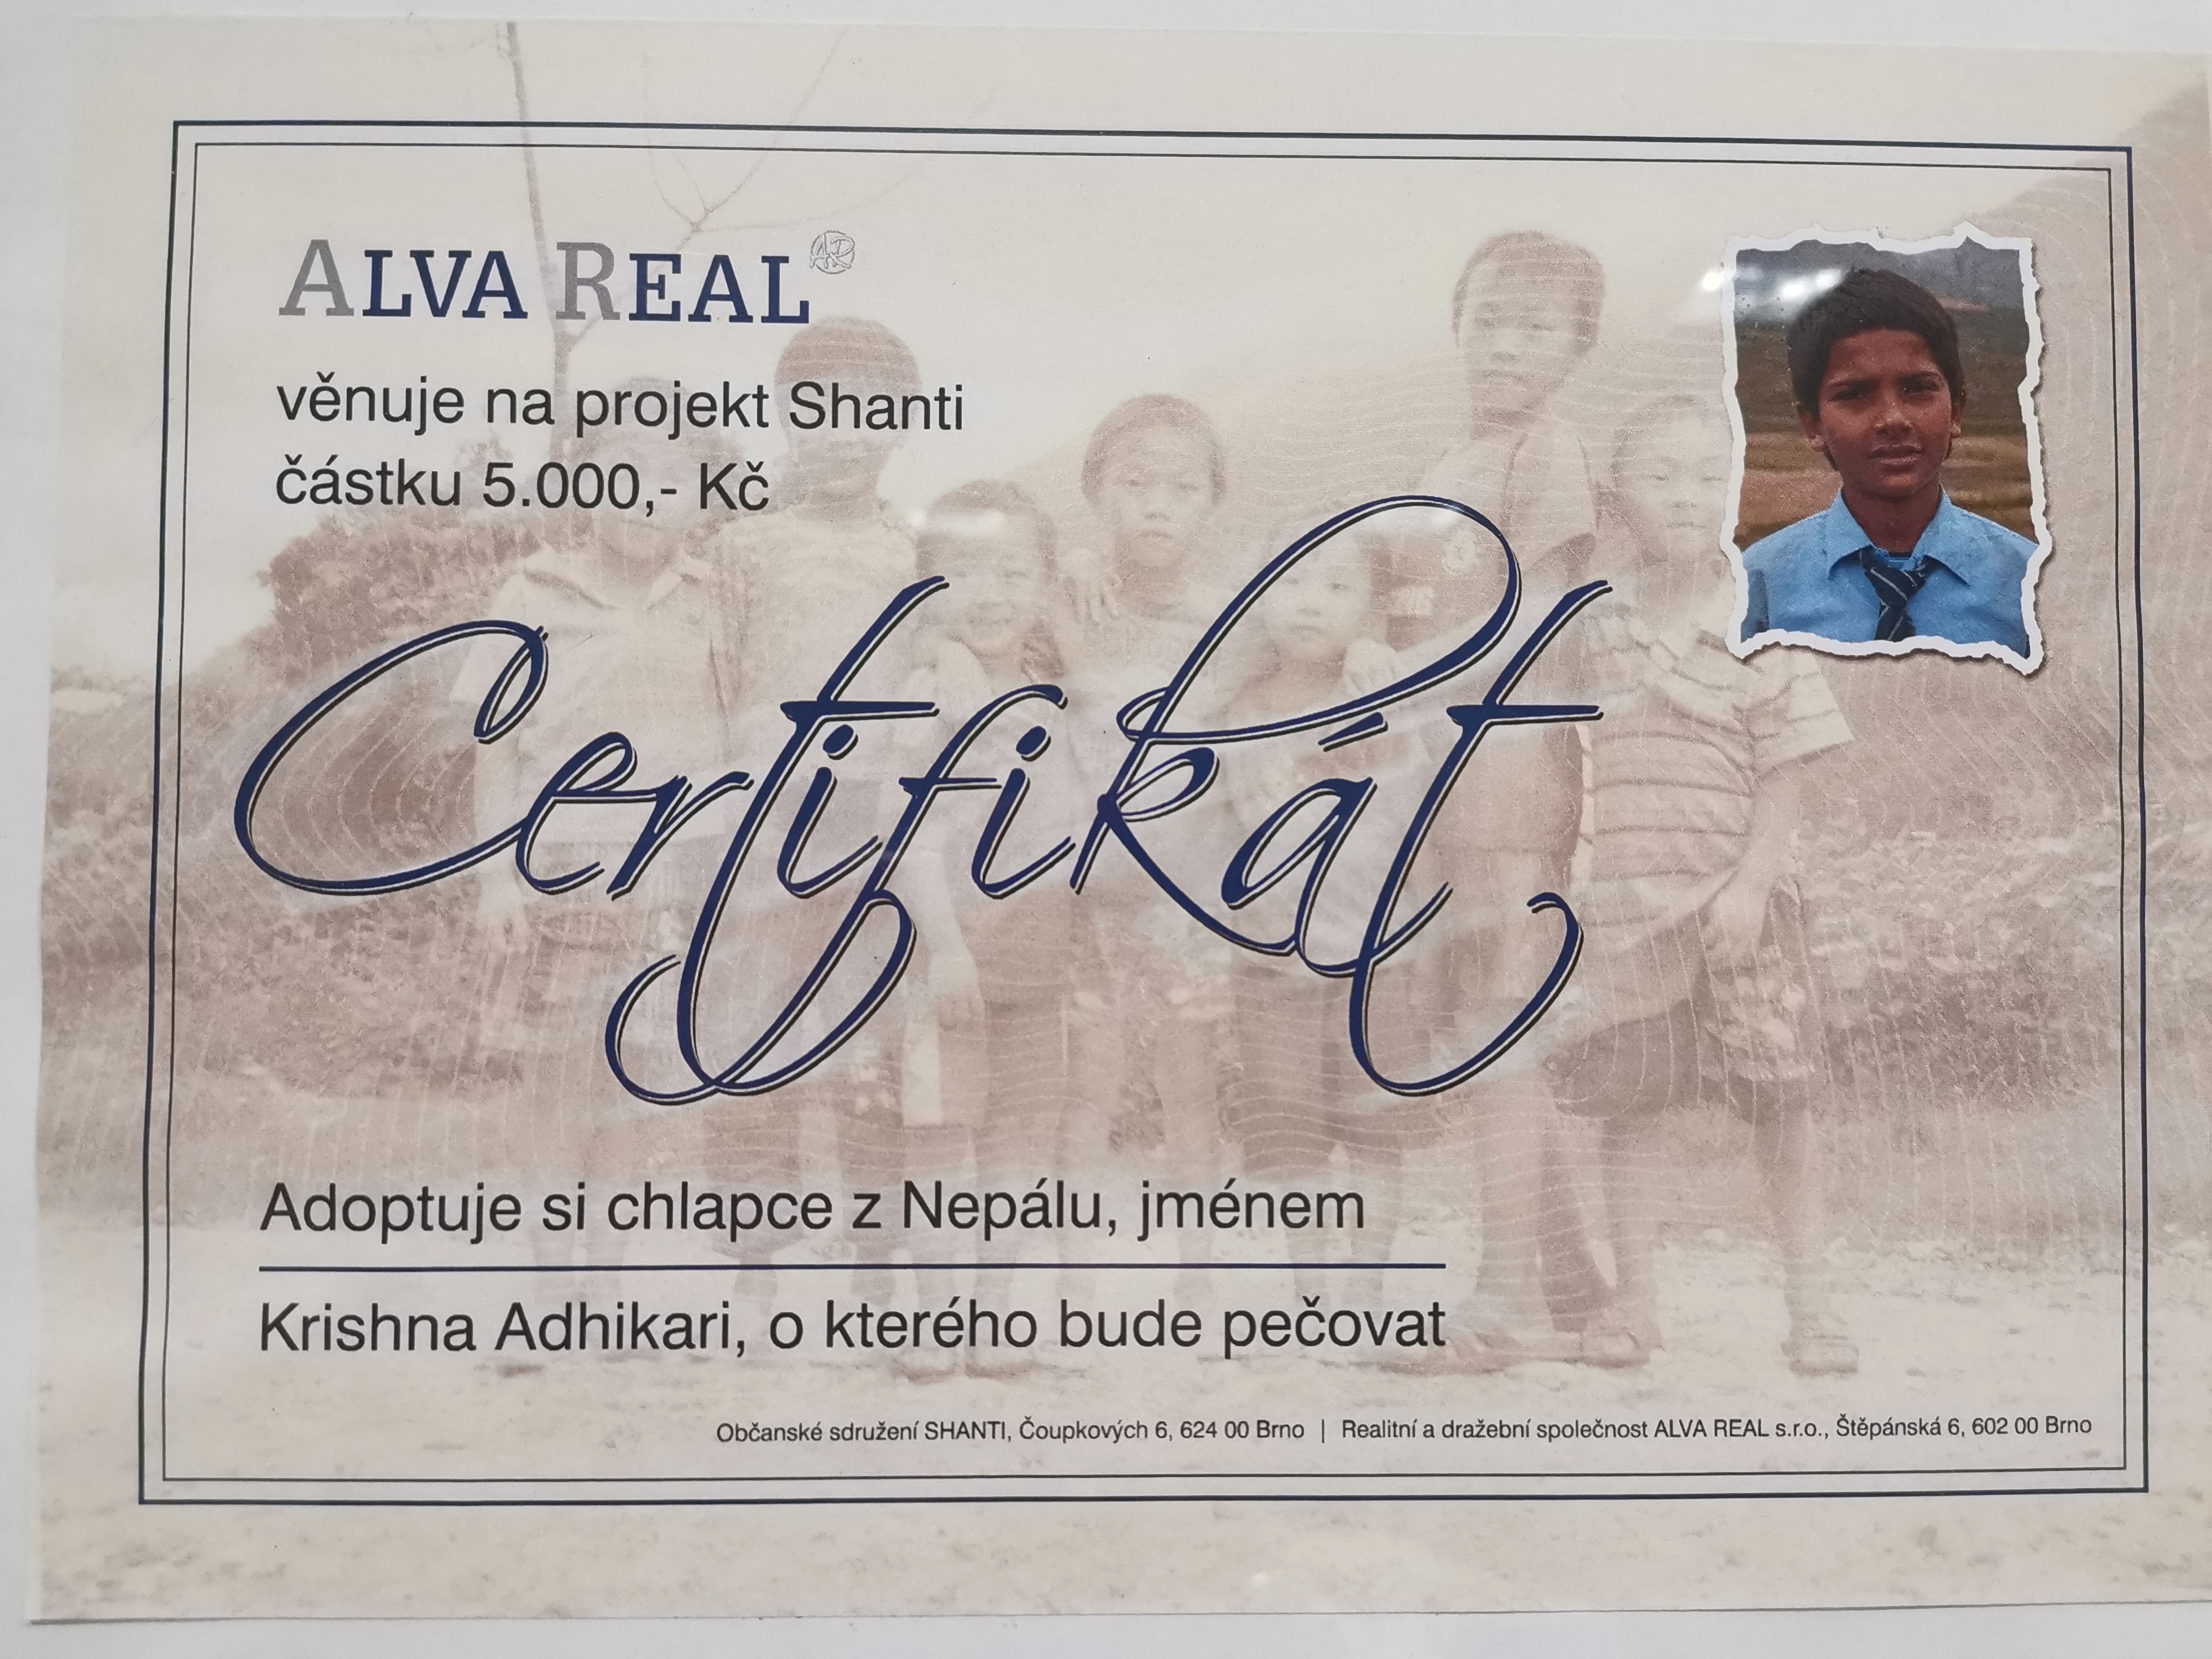 ALVA REAL AR
věnuje na projekt Shanti
částku 5.000,- Kč
Certifikát
Adoptuje si chlapce z Nepálu, jménem
Krishna Adhikari, o kterého bude pečovat
Občanské sdružení SHANTI, Čoupkových 6, 624 00 Brno | Realitní a dražební společnost ALVA REAL s.r.o., Štěpánská 6, 602 00 Brno